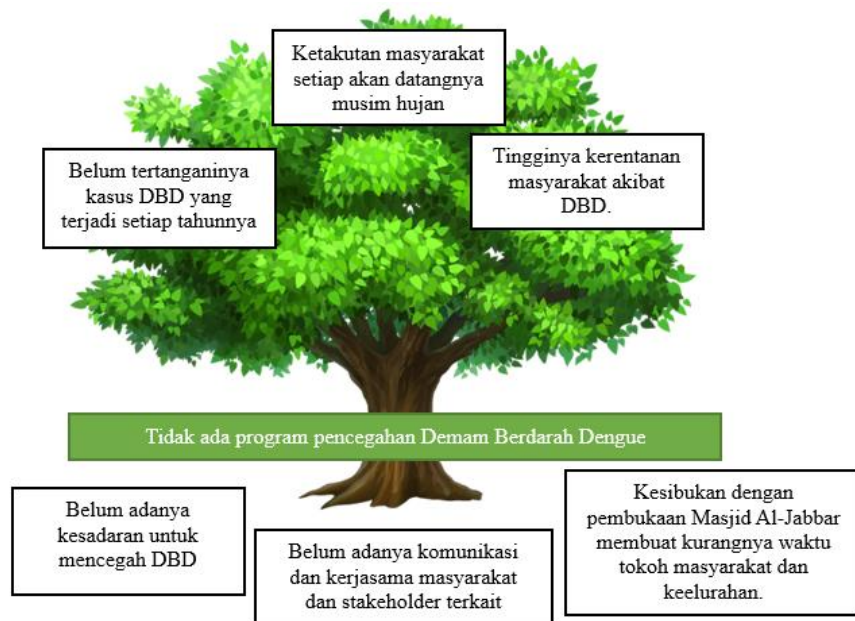 Ketakutan masyarakat
setiap akan datangnya
musim hujan
Belum tertanganinya
kasus DBD yang
terjadi setiap tahunnya
Tingginya kerentanan
masyarakat akibat
DBD.
Tidak ada program pencegahan Demam Berdarah Dengue
Belum adanya
kesadaran untuk
mencegah DBD
Belum adanya komunikasi
dan kerjasama masyarakat
dan stakeholder terkait
Kesibukan dengan
pembukaan Masjid Al-Jabbar
membuat kurangnya waktu
tokoh masyarakat dan
keelurahan.